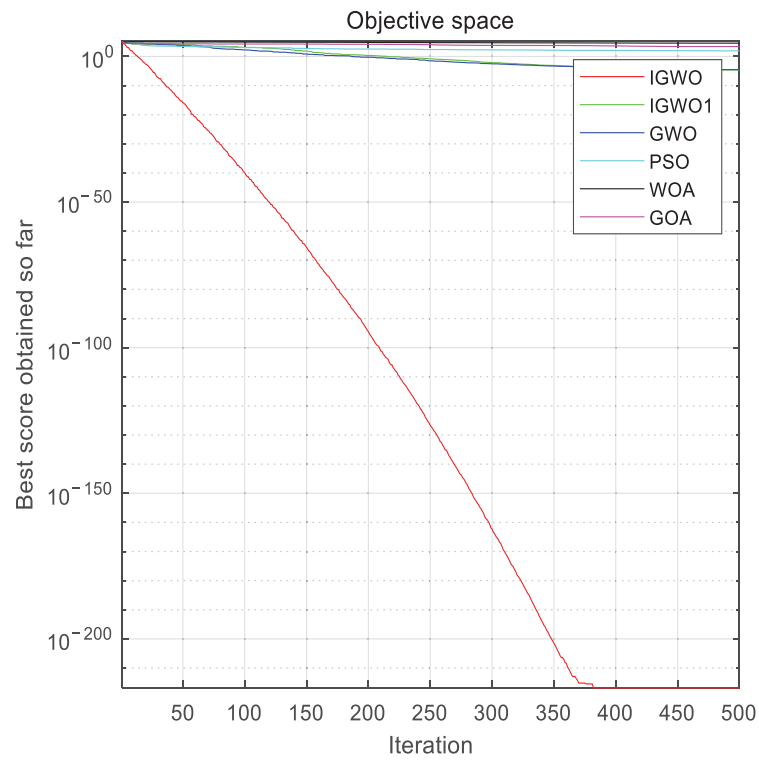 Objective space
10^0
10^−50
10^−100
10^−150
10^−200
Best score obtained so far
IGWO
IGWO1
GWO
PSO
WOA
GOA
50 100 150 200 250 300 350 400 450 500
Iteration